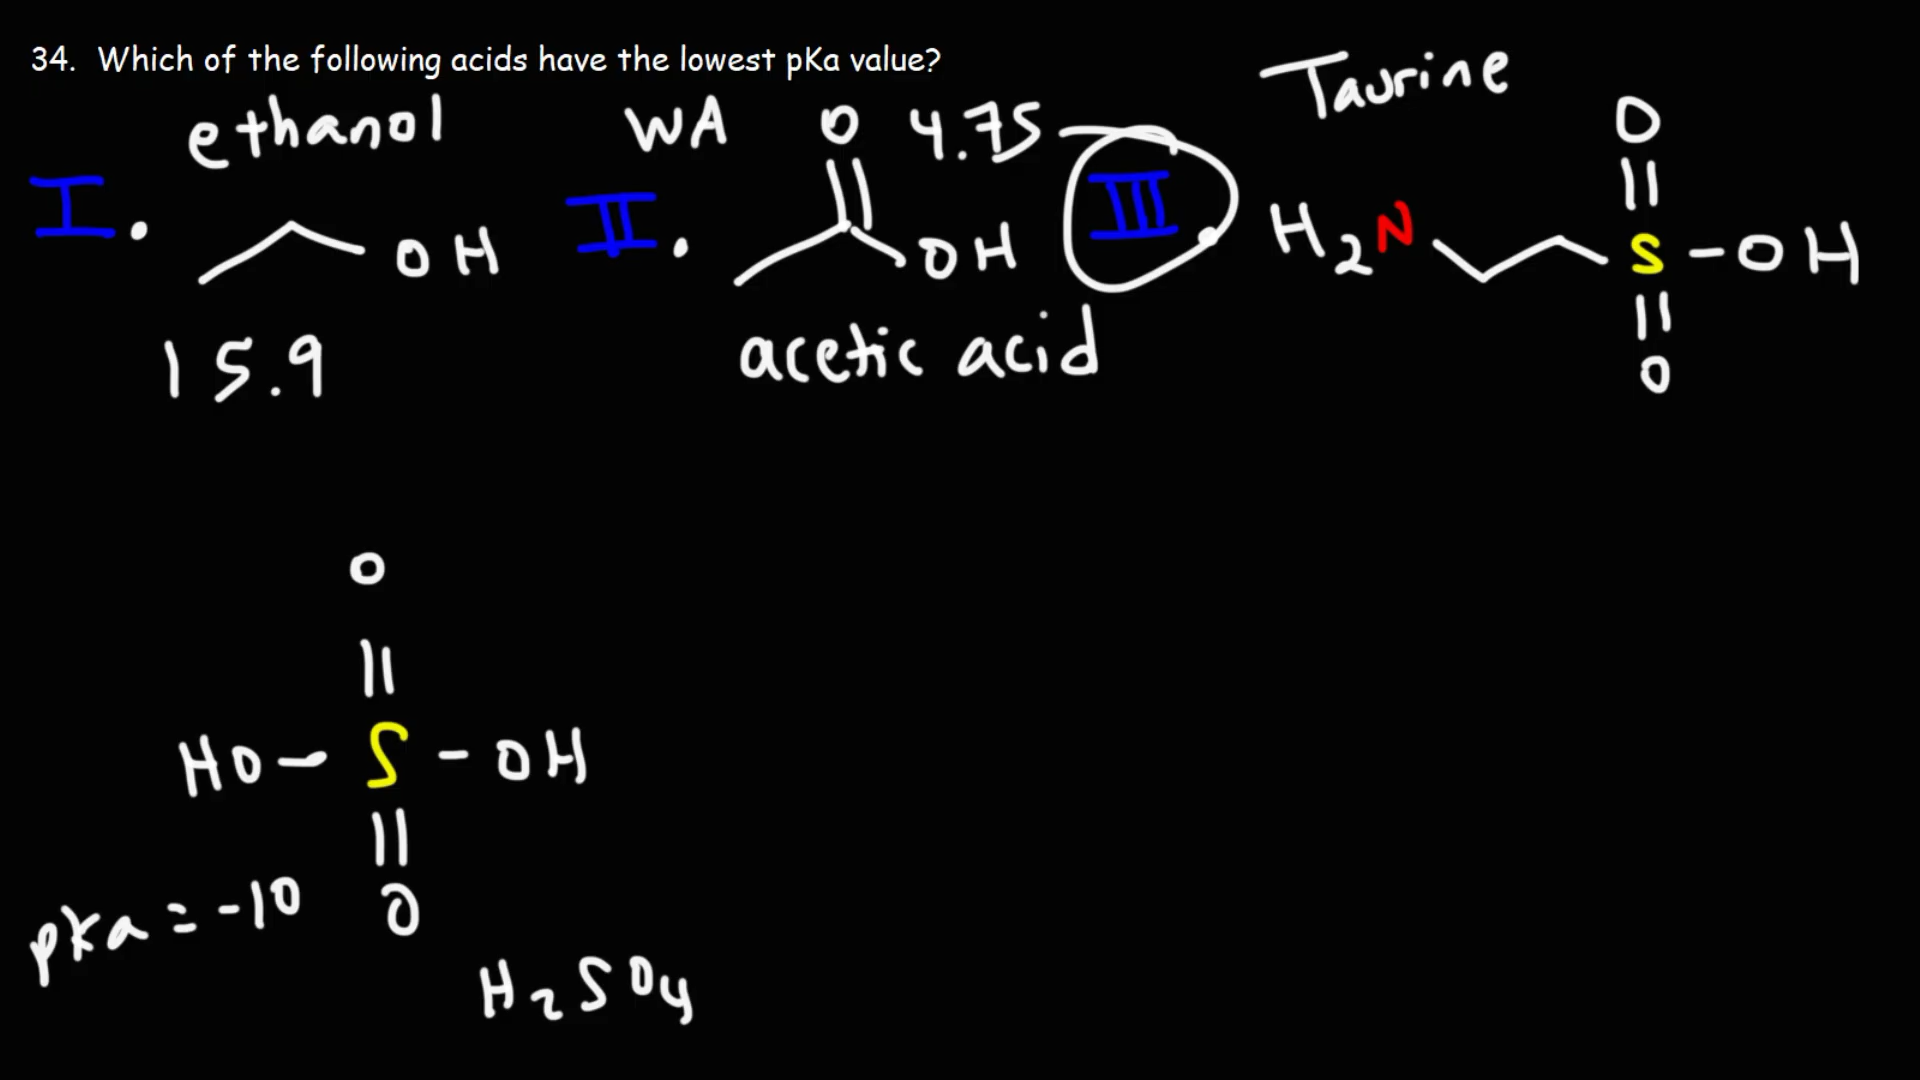 34. Which of the following acids have the lowest pKa value?
ethanol
WA
O 4.75
Taurine
I.
OH
15.9
II.
OH
acetic acid
III.
O
H₂N
S-OH
O
O
HO-S-OH
O
pKa = -10
H₂SO₄